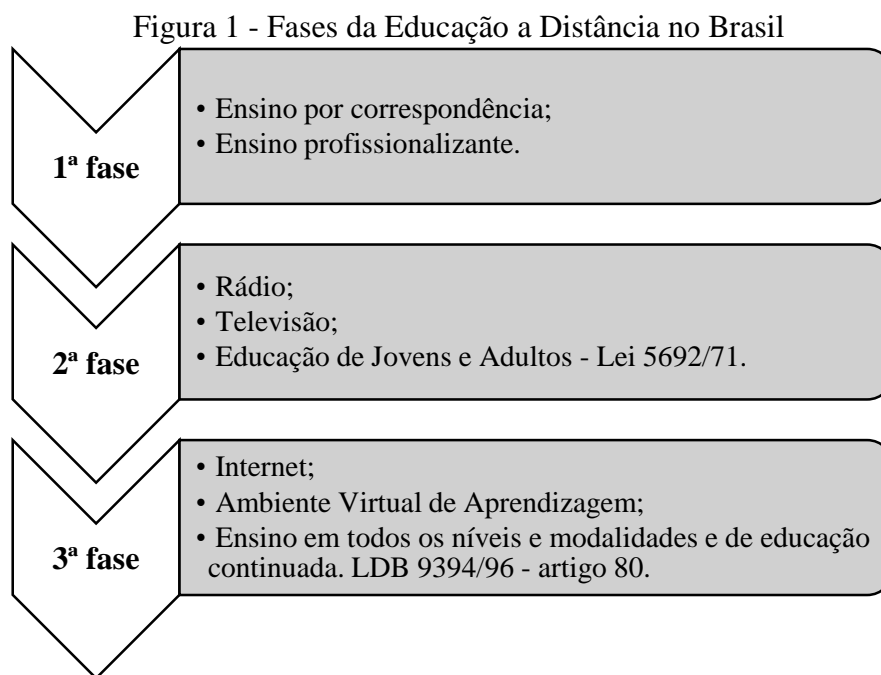 Figura 1 - Fases da Educação a Distância no Brasil
1ª fase
• Ensino por correspondência;
• Ensino profissionalizante.
2ª fase
• Rádio;
• Televisão;
• Educação de Jovens e Adultos - Lei 5692/71.
3ª fase
• Internet;
• Ambiente Virtual de Aprendizagem;
• Ensino em todos os níveis e modalidades e de educação
continuada. LDB 9394/96 - artigo 80.